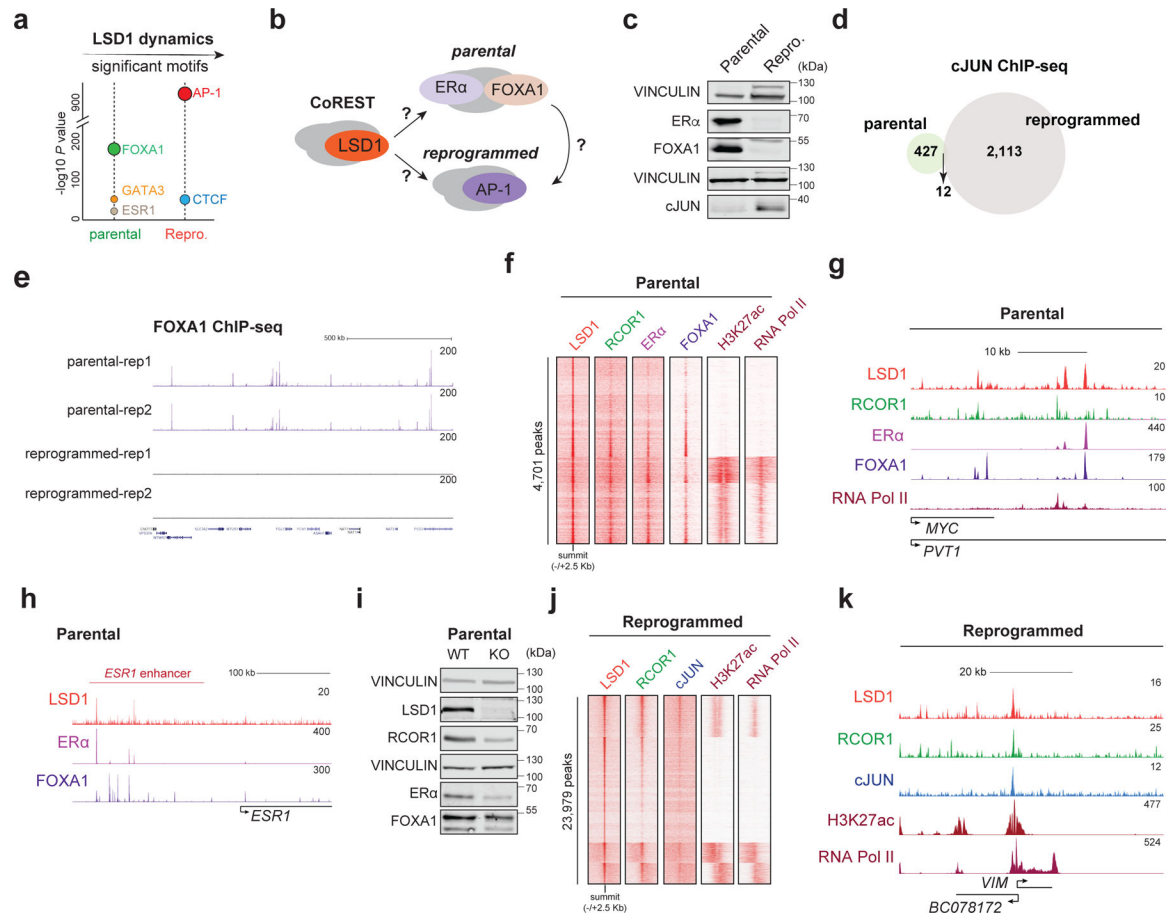 a
LSD1 dynamics
significant motifs
-log10 P value
900
200
100
0
AP-1
FOXA1
GATA3
ESR1
CTCF
parental
Repro.
b
parental
ERα
FOXA1
CoREST
LSD1
?
?
?
reprogrammed
AP-1
c
Parental
Repro.
(kDa)
VINCULIN
130
100
ERα
70
FOXA1
55
VINCULIN
130
100
cJUN
40
d
cJUN ChIP-seq
parental
reprogrammed
427
2,113
12
e
FOXA1 ChIP-seq
500 kb
parental-rep1
200
parental-rep2
200
reprogrammed-rep1
200
reprogrammed-rep2
200
f
Parental
LSD1
RCOR1
ERα
FOXA1
H3K27ac
RNA Pol II
4,701 peaks
summit
(-/+2.5 Kb)
g
Parental
10 kb
LSD1
20
RCOR1
10
ERα
440
FOXA1
179
RNA Pol II
100
MYC
PVT1
h
Parental
ESR1 enhancer
100 kb
LSD1
20
ERα
400
FOXA1
300
ESR1
i
Parental
WT KO
(kDa)
VINCULIN
130
100
LSD1
130
100
RCOR1
70
VINCULIN
130
100
ERα
70
FOXA1
55
j
Reprogrammed
LSD1
RCOR1
cJUN
H3K27ac
RNA Pol II
23,979 peaks
summit
(-/+2.5 Kb)
k
Reprogrammed
20 kb
LSD1
16
RCOR1
25
cJUN
12
H3K27ac
477
RNA Pol II
524
VIM
BC078172